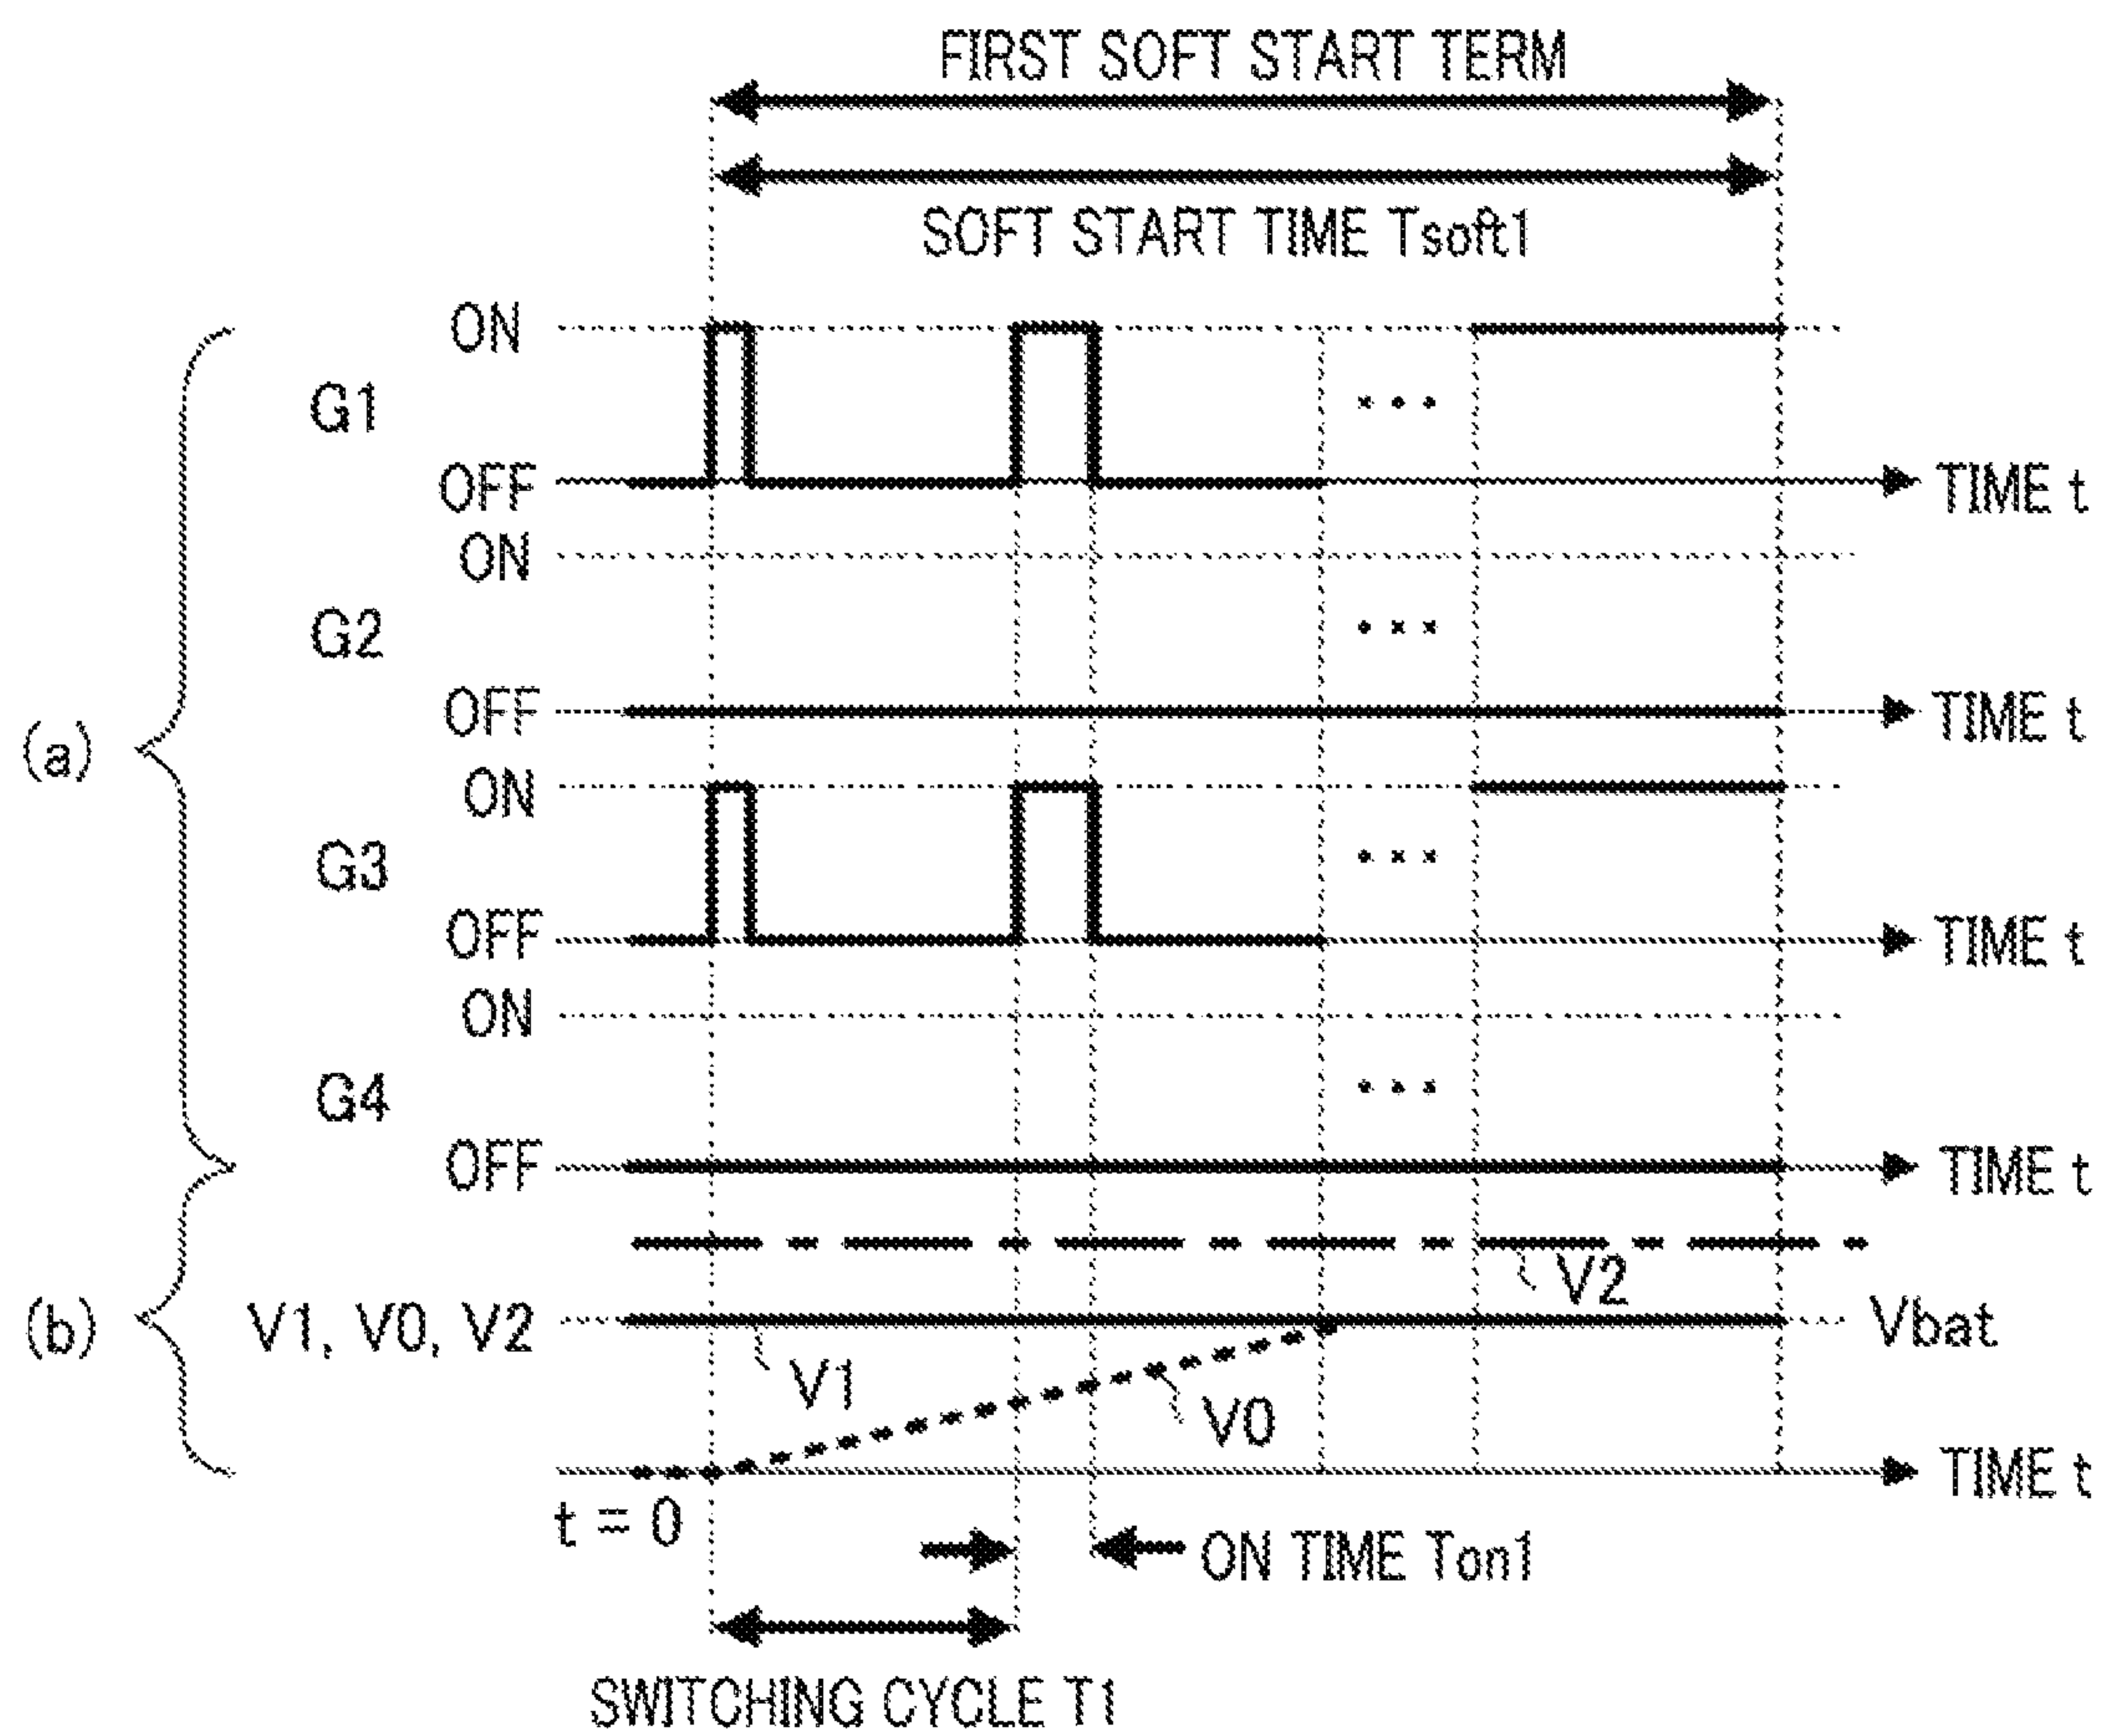 FIRST SOFT START TERM
SOFT START TIME Tsoft1
ON
G1
OFF
TIME t
ON
G2
OFF
TIME t
(a)
ON
G3
OFF
TIME t
ON
G4
OFF
TIME t
V2
(b)
V1, V0, V2
Vbat
V1
V0
TIME t
t = 0
ON TIME Ton1
SWITCHING CYCLE T1